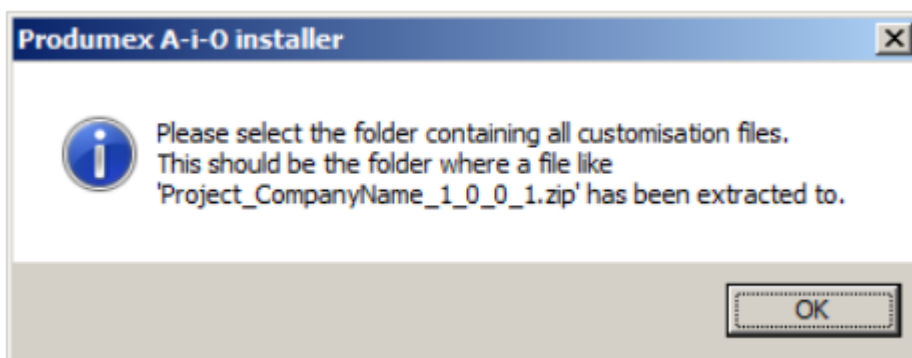 Produmex A-i-O installer
Please select the folder containing all customisation files.
This should be the folder where a file like
'Project_CompanyName_1_0_0_1.zip' has been extracted to.
OK